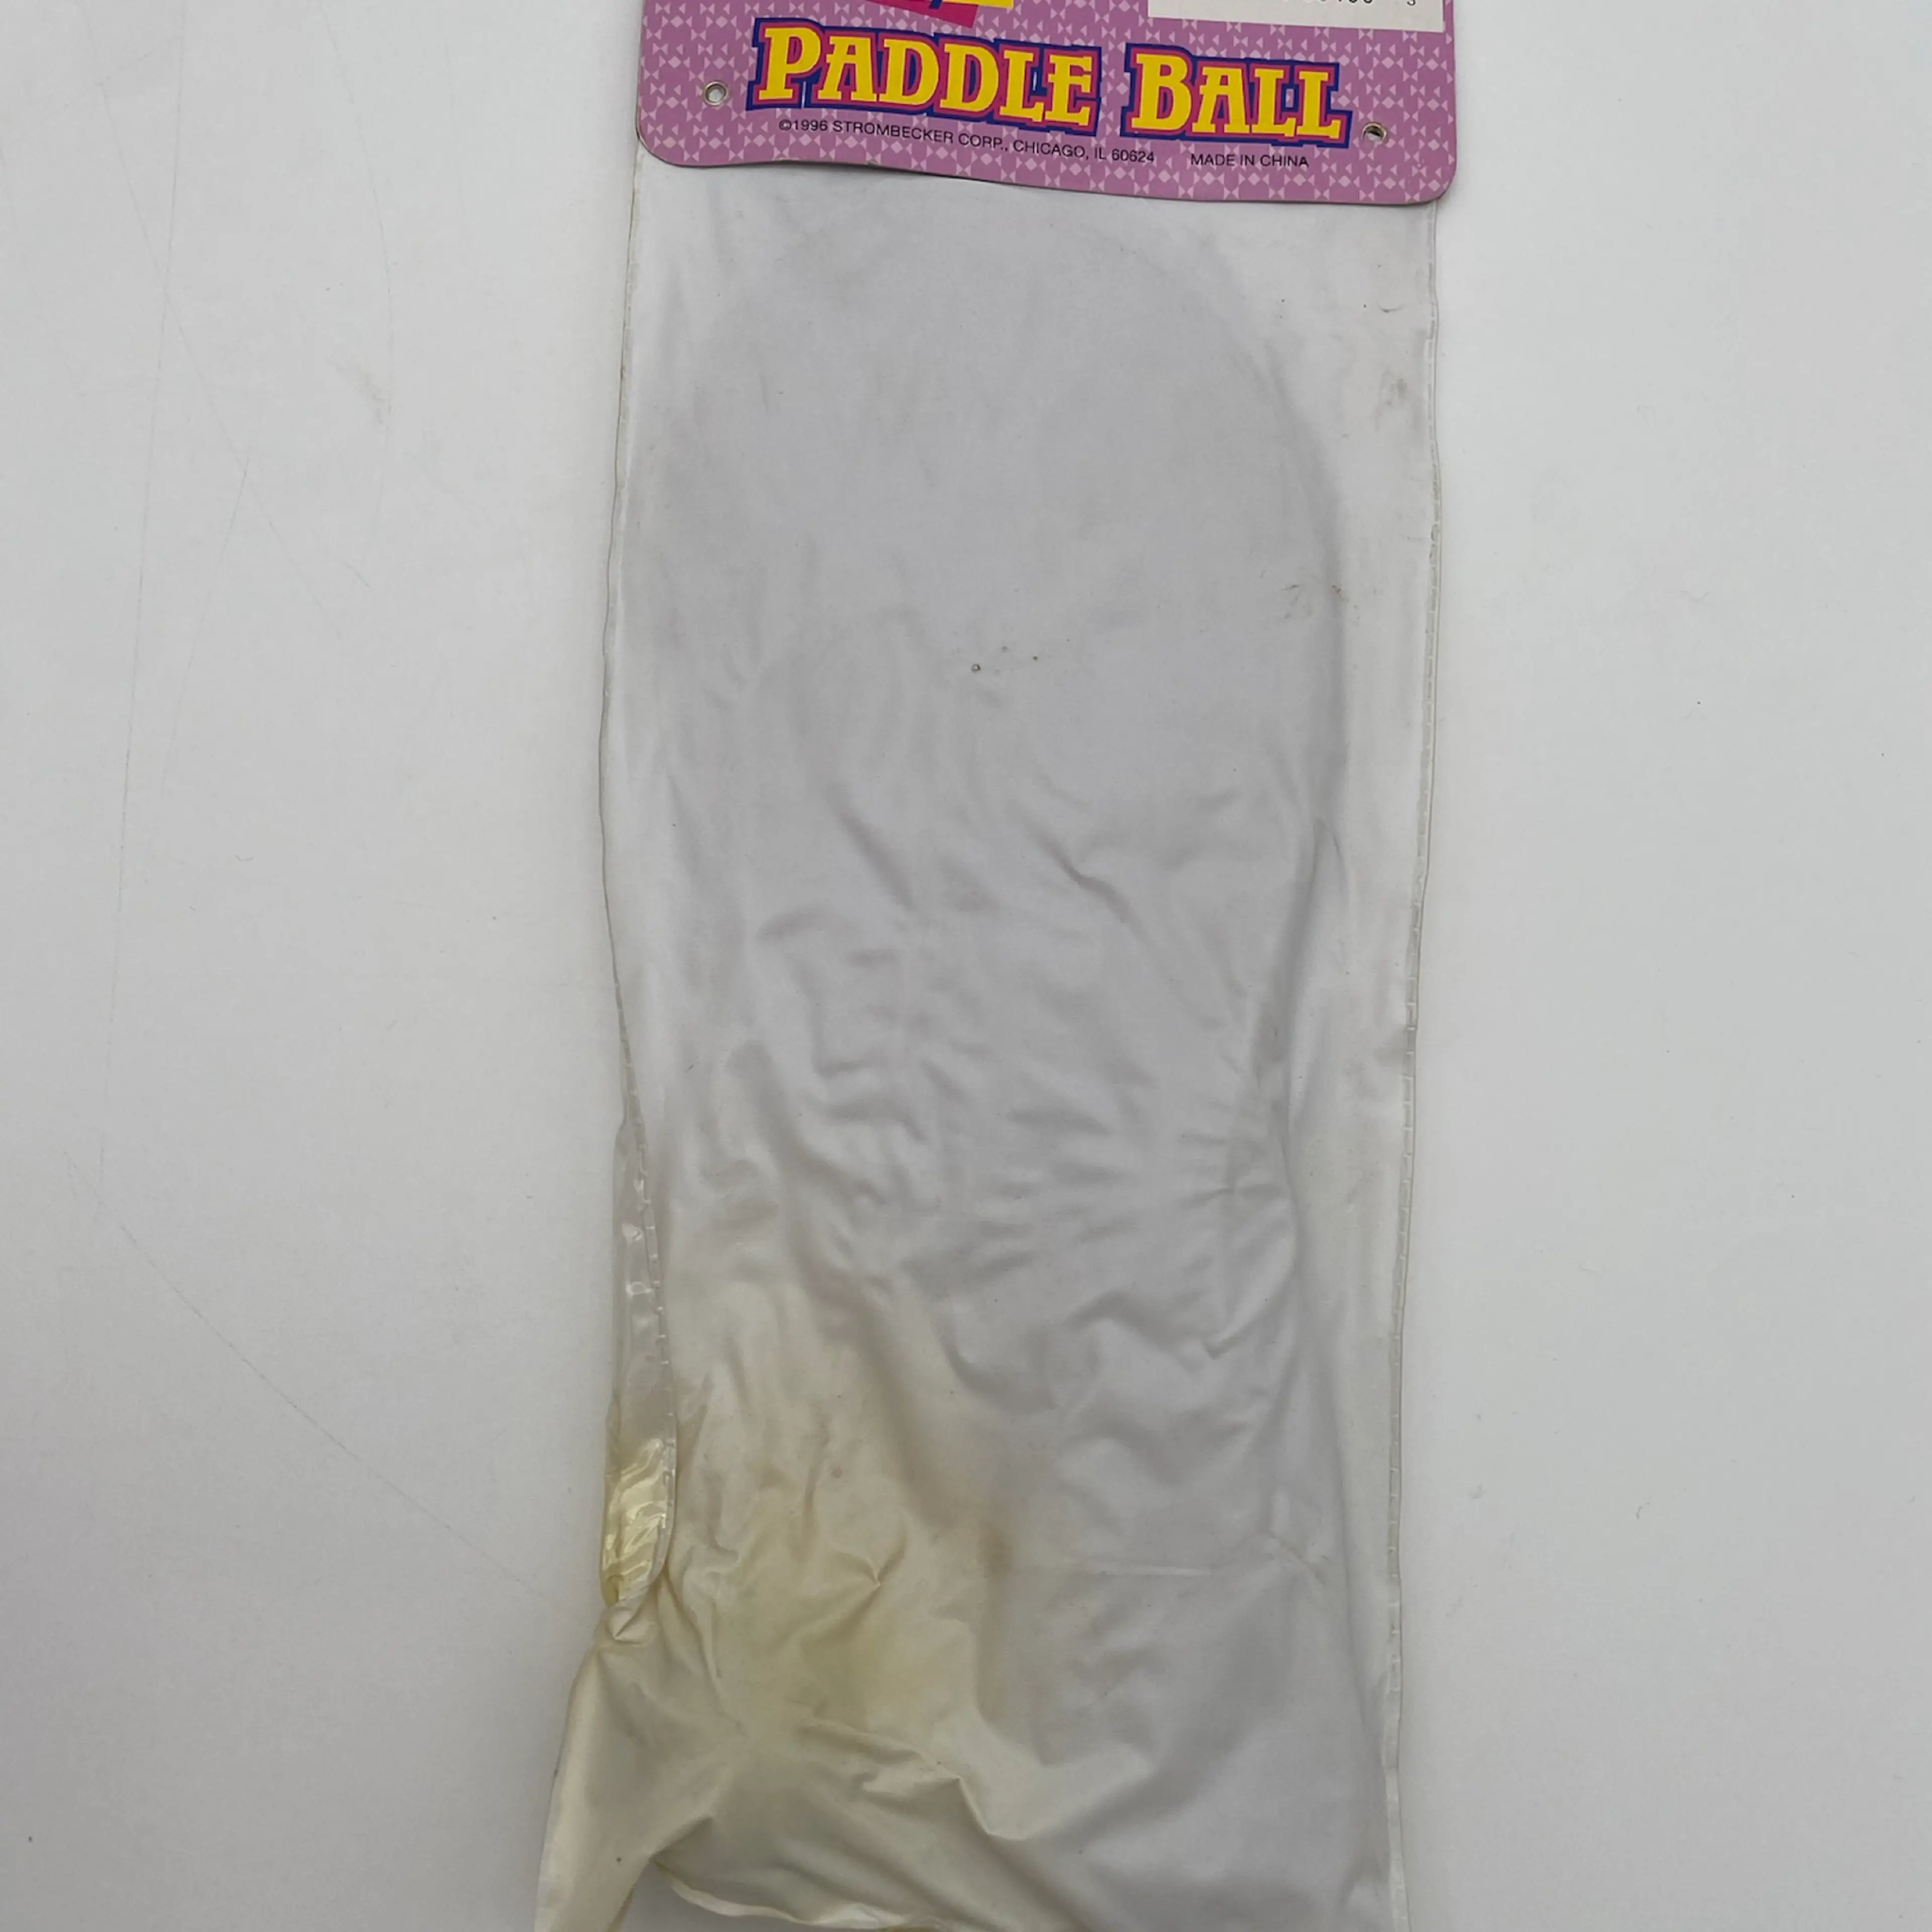 PADDLE BALL
©1996 STROMBECKER CORP., CHICAGO, IL 60624 MADE IN CHINA